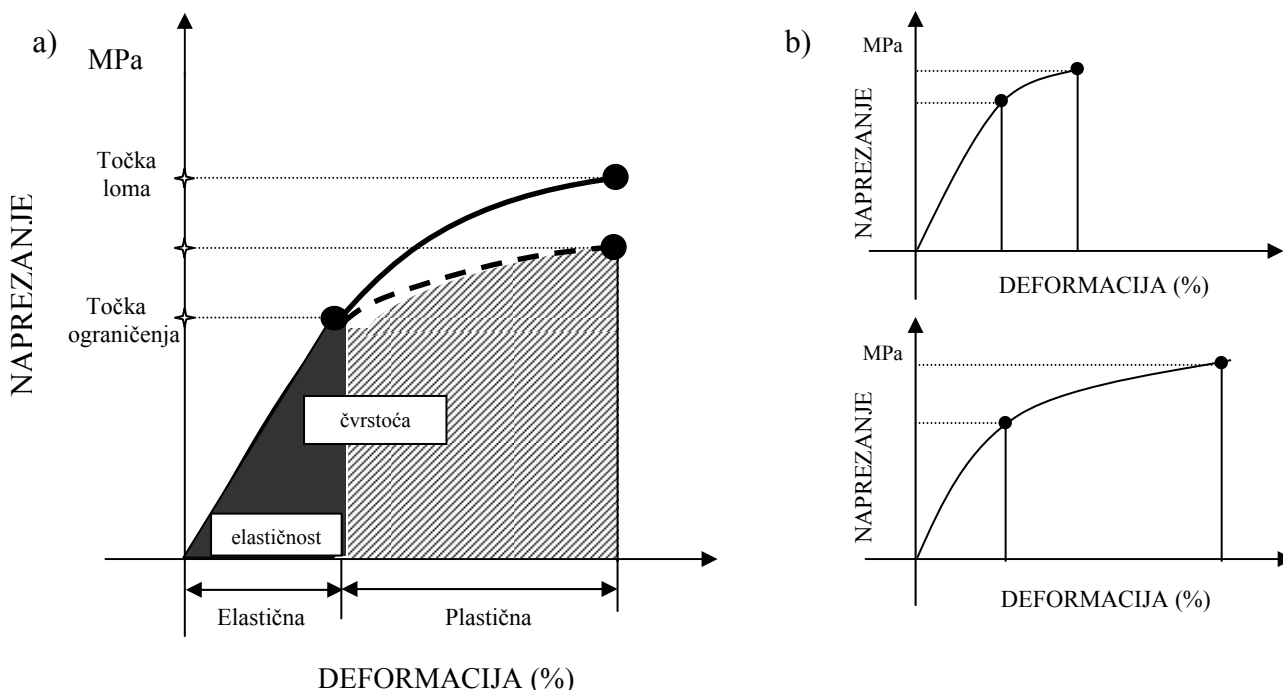 a)
MPa
Točka
loma
Točka
ograničenja
NAPREZANJE
čvrstoća
elastičnost
Elastična
Plastična
DEFORMACIJA (%)
b)
MPa
NAPREZANJE
DEFORMACIJA (%)
MPa
NAPREZANJE
DEFORMACIJA (%)